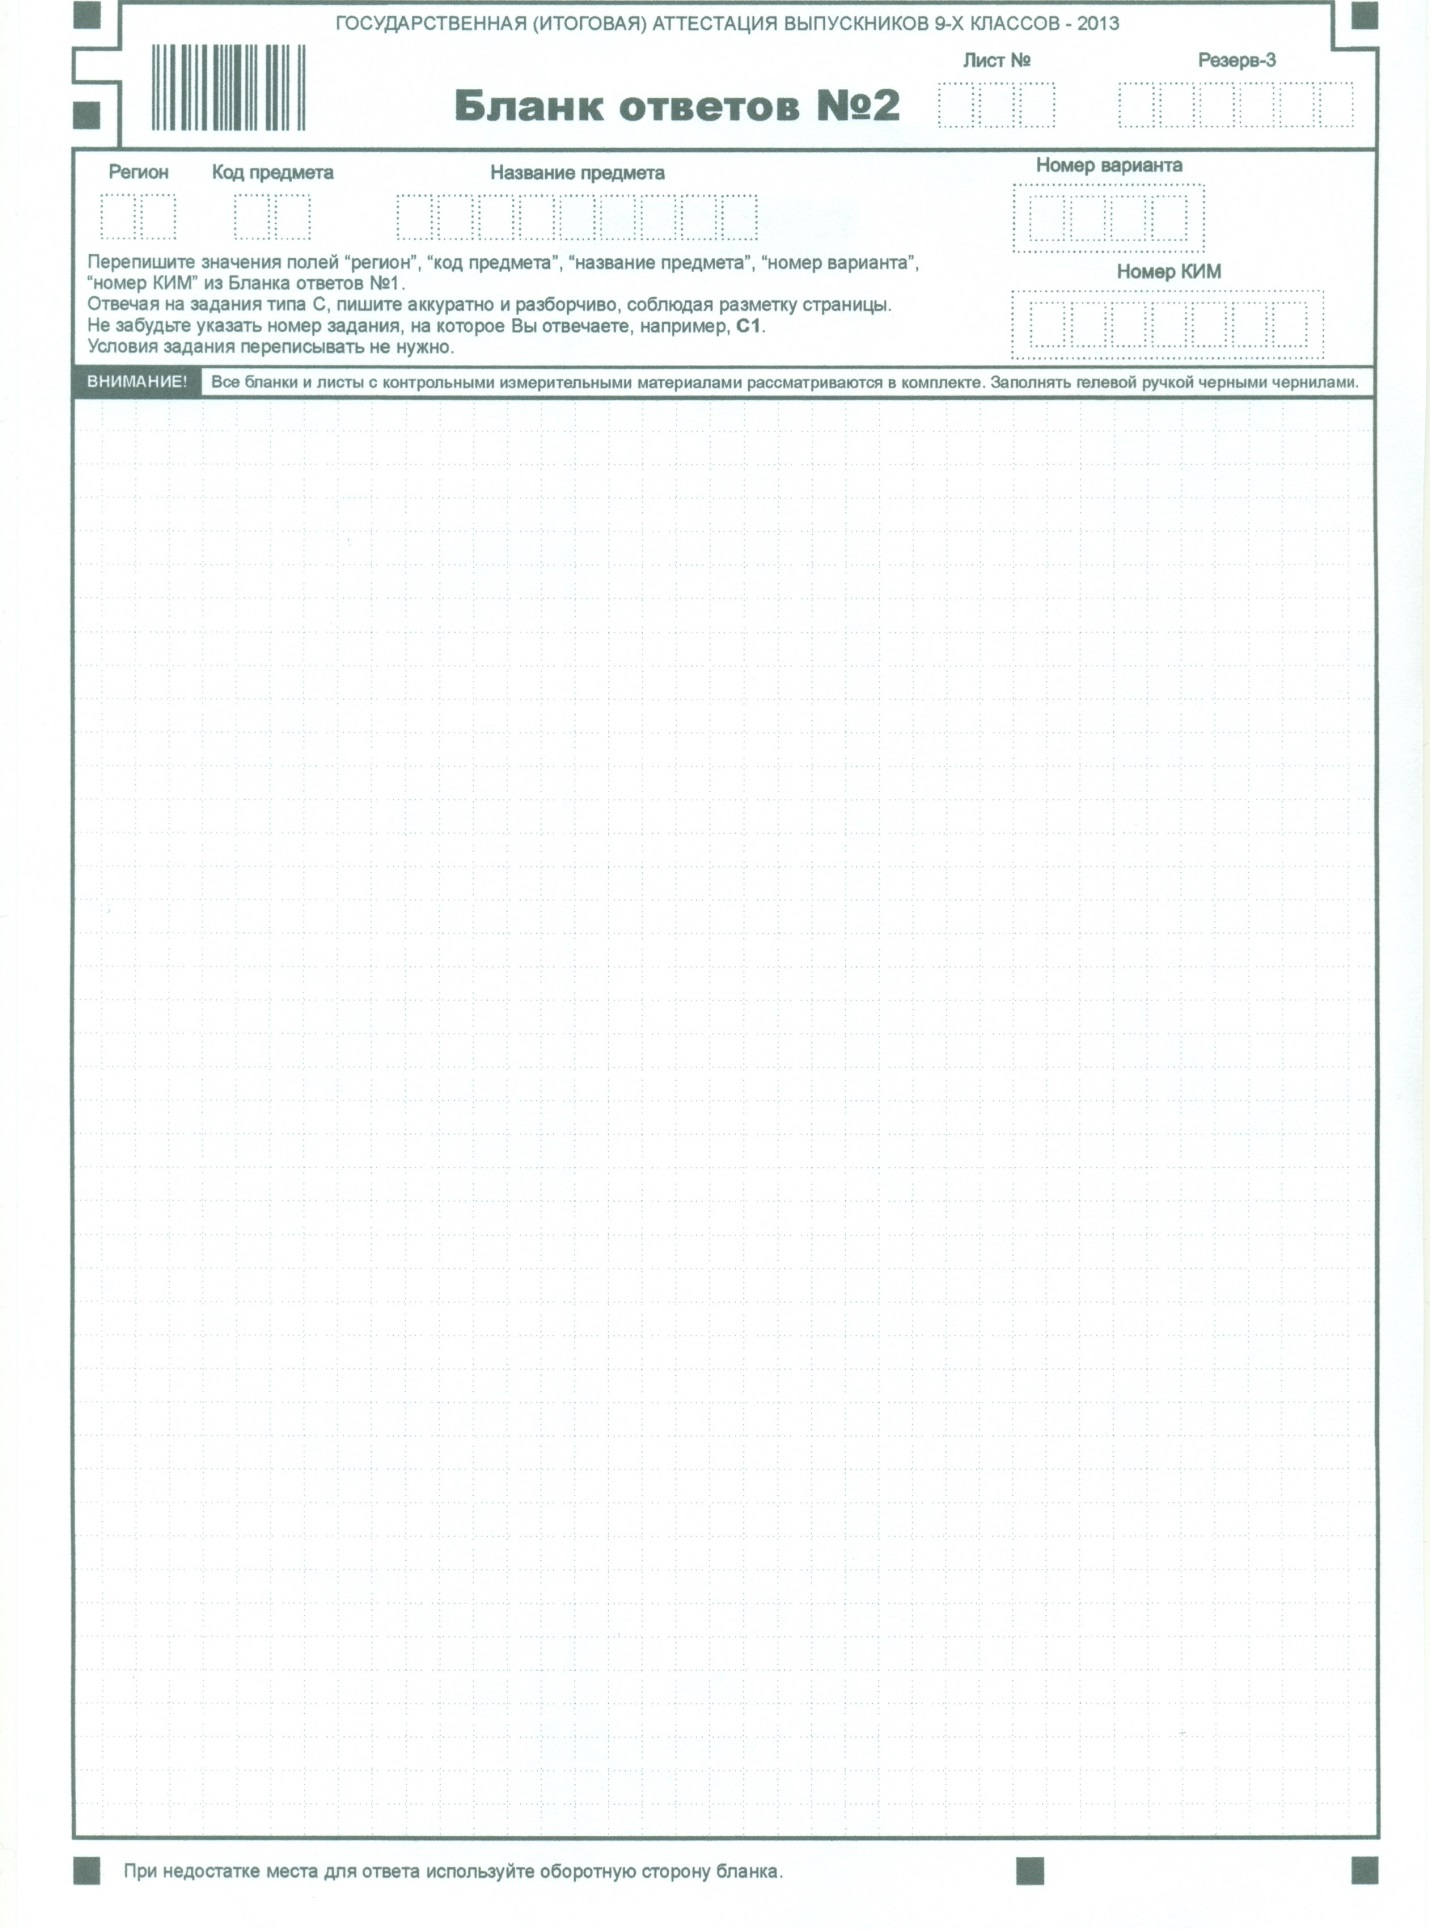 ГОСУДАРСТВЕННАЯ (ИТОГОВАЯ) АТТЕСТАЦИЯ ВЫПУСКНИКОВ 9-Х КЛАССОВ - 2013
Лист №
Резерв-3
Бланк ответов №2
Регион
Код предмета
Название предмета
Номер варианта
Перепишите значения полей “регион”, “код предмета”, “название предмета”, “номер варианта”,
“номер КИМ” из Бланка ответов №1.
Отвечая на задания типа С, пишите аккуратно и разборчиво, соблюдая разметку страницы.
Не забудьте указать номер задания, на которое Вы отвечаете, например, С1.
Условия задания переписывать не нужно.
Номер КИМ
ВНИМАНИЕ!
Все бланки и листы с контрольными измерительными материалами рассматриваются в комплекте. Заполнять гелевой ручкой черными чернилами.
При недостатке места для ответа используйте оборотную сторону бланка.